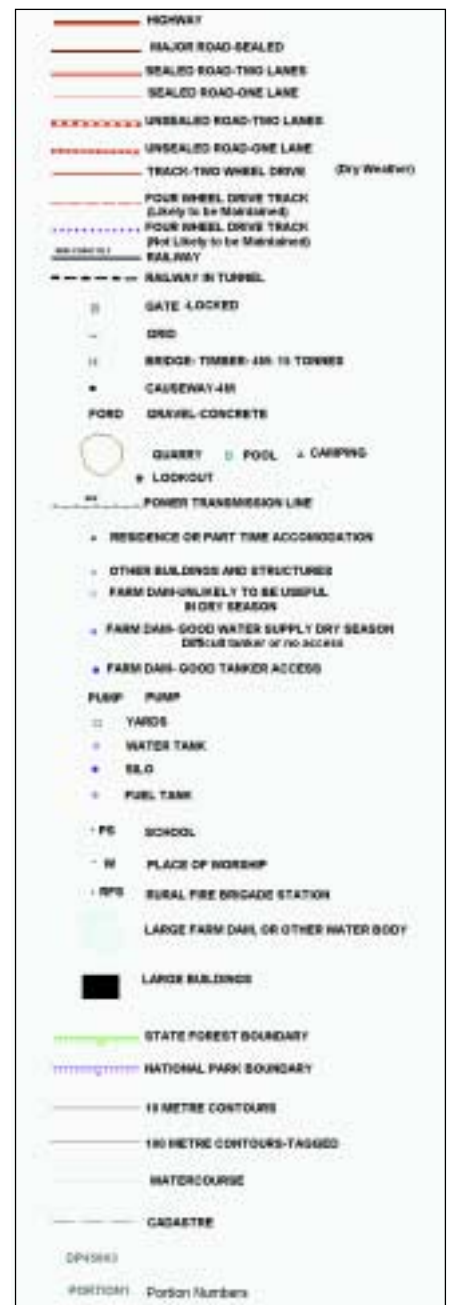 HIGHWAY
MAJOR ROAD-SEALED
SEALED ROAD-TWO LANES
SEALED ROAD-ONE LANE
UNSEALED ROAD-TWO LANES
UNSEALED ROAD-ONE LANE
TRACK-TWO WHEEL DRIVE (Dry Weather)
FOUR WHEEL DRIVE TRACK
(Likely to be Maintained)
FOUR WHEEL DRIVE TRACK
(Not Likely to be Maintained)
RAILWAY
RAILWAY IN TUNNEL
GATE-LOCKED
GRID
BRIDGE- TIMBER- 4M- 15 TONNES
CAUSEWAY-4M
FORD GRAVEL-CONCRETE
QUARRY POOL CAMPING
LOOKOUT
POWER TRANSMISSION LINE
RESIDENCE OR PART TIME ACCOMODATION
OTHER BUILDINGS AND STRUCTURES
FARM DAM-UNLIKELY TO BE USEFUL
IN DRY SEASON
FARM DAM- GOOD WATER SUPPLY DRY SEASON
Difficult tanker or no access
FARM DAM- GOOD TANKER ACCESS
PUMP PUMP
YARDS
WATER TANK
SILO
FUEL TANK
PS SCHOOL
W PLACE OF WORSHIP
RFS RURAL FIRE BRIGADE STATION
LARGE FARM DAM, OR OTHER WATER BODY
LARGE BUILDINGS
STATE FOREST BOUNDARY
NATIONAL PARK BOUNDARY
10 METRE CONTOURS
100 METRE CONTOURS-TAGGED
WATERCOURSE
CADASTRE
PORTION1 Portion Numbers